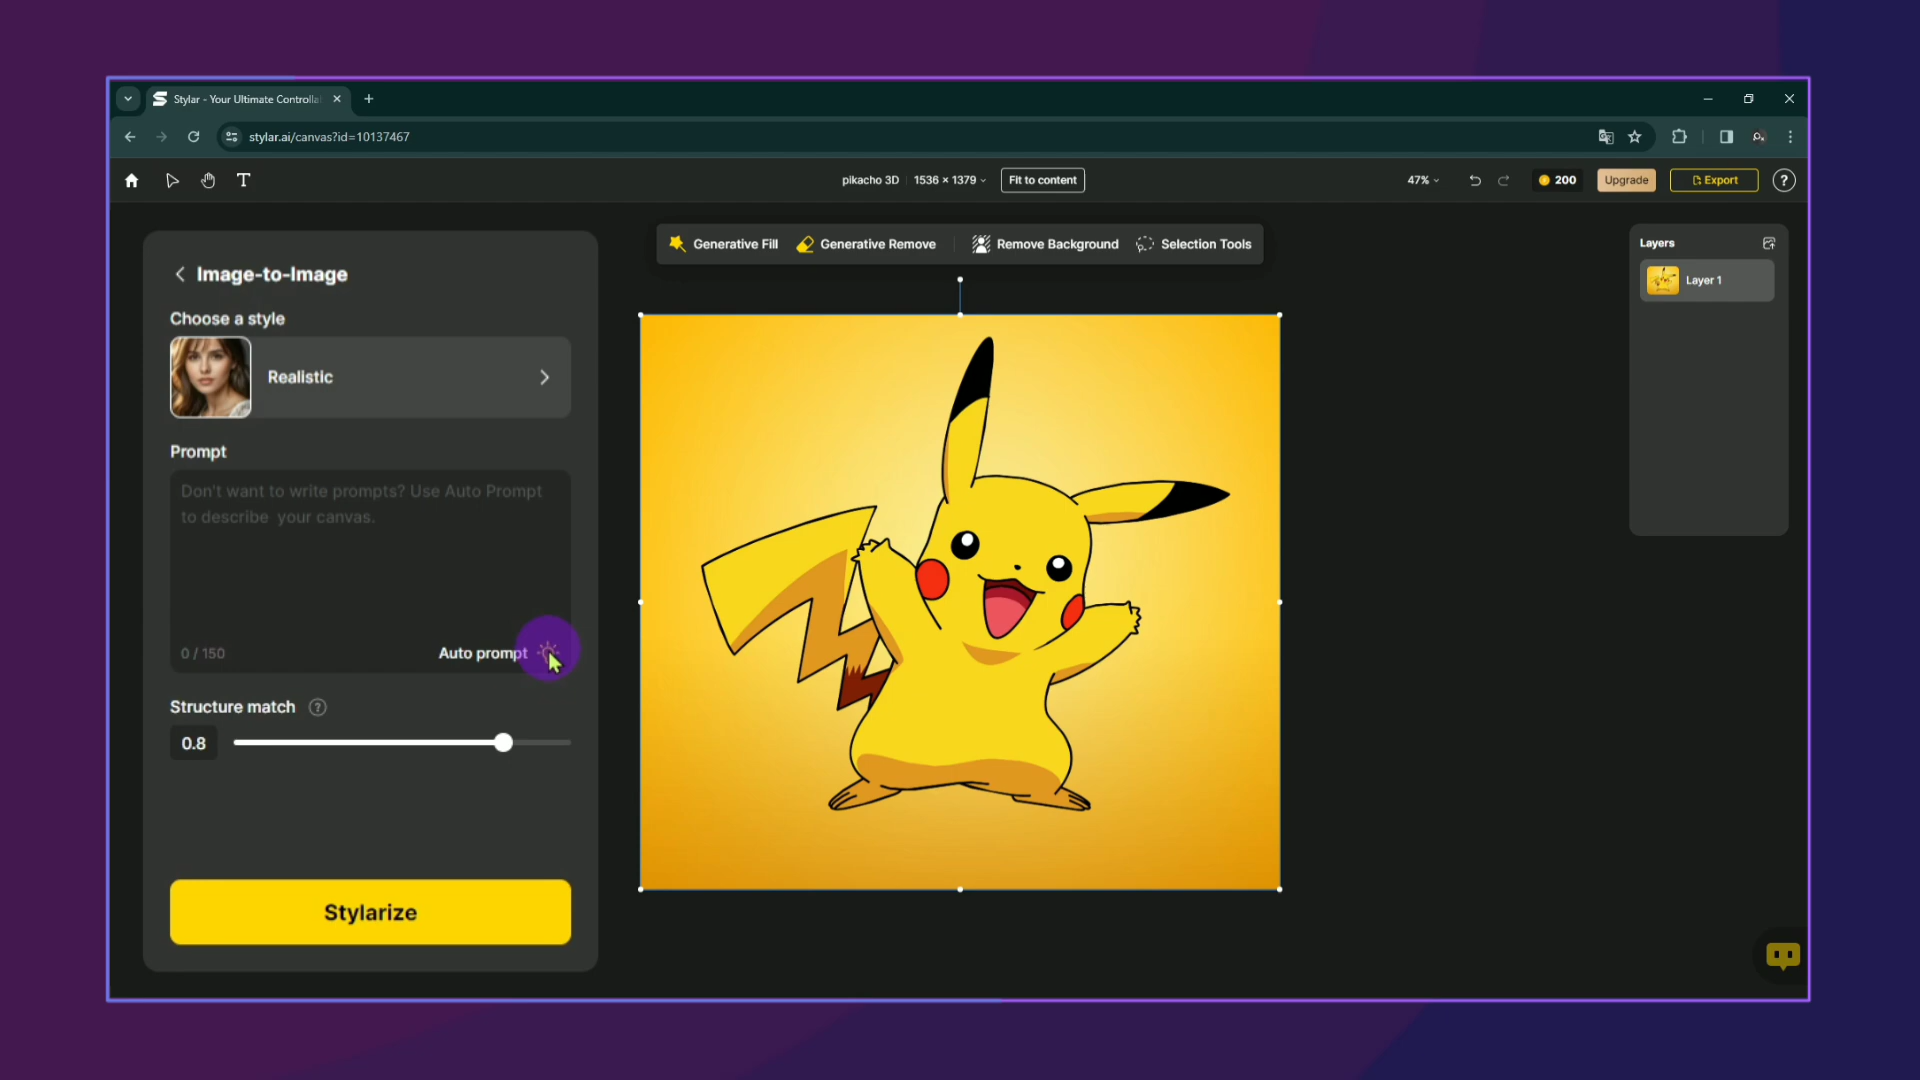 Stylar - Your Ultimate Controlla
stylar.ai/canvas?id=10137467
pikacho 3D
1536 × 1379
Fit to content
47%
200
Upgrade
Export
?
Generative Fill
Generative Remove
Remove Background
Selection Tools
Layers
Layer 1
Image-to-Image
Choose a style
Realistic
Prompt
Don't want to write prompts? Use Auto Prompt
to describe your canvas.
0 / 150
Auto prompt
Structure match ?
0.8
Stylarize